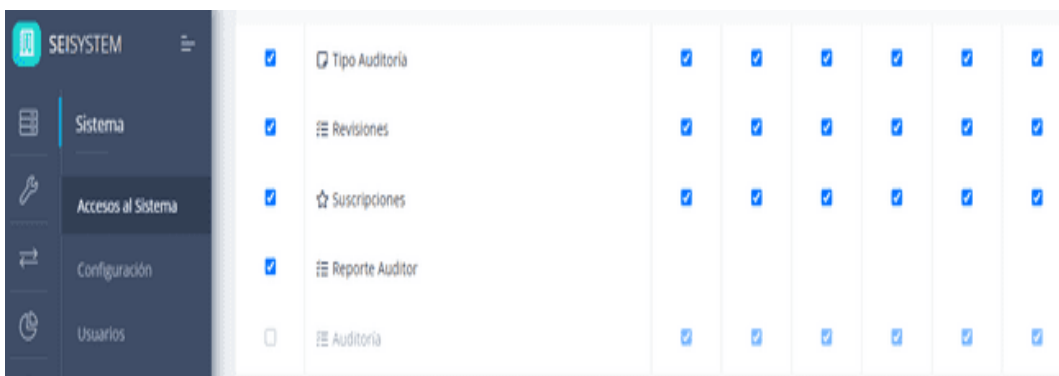 SEISYSTEM
Sistema
Accesos al Sistema
Configuración
Usuarios
Tipo Auditoría
Revisiones
Suscripciones
Reporte Auditor
Auditoría